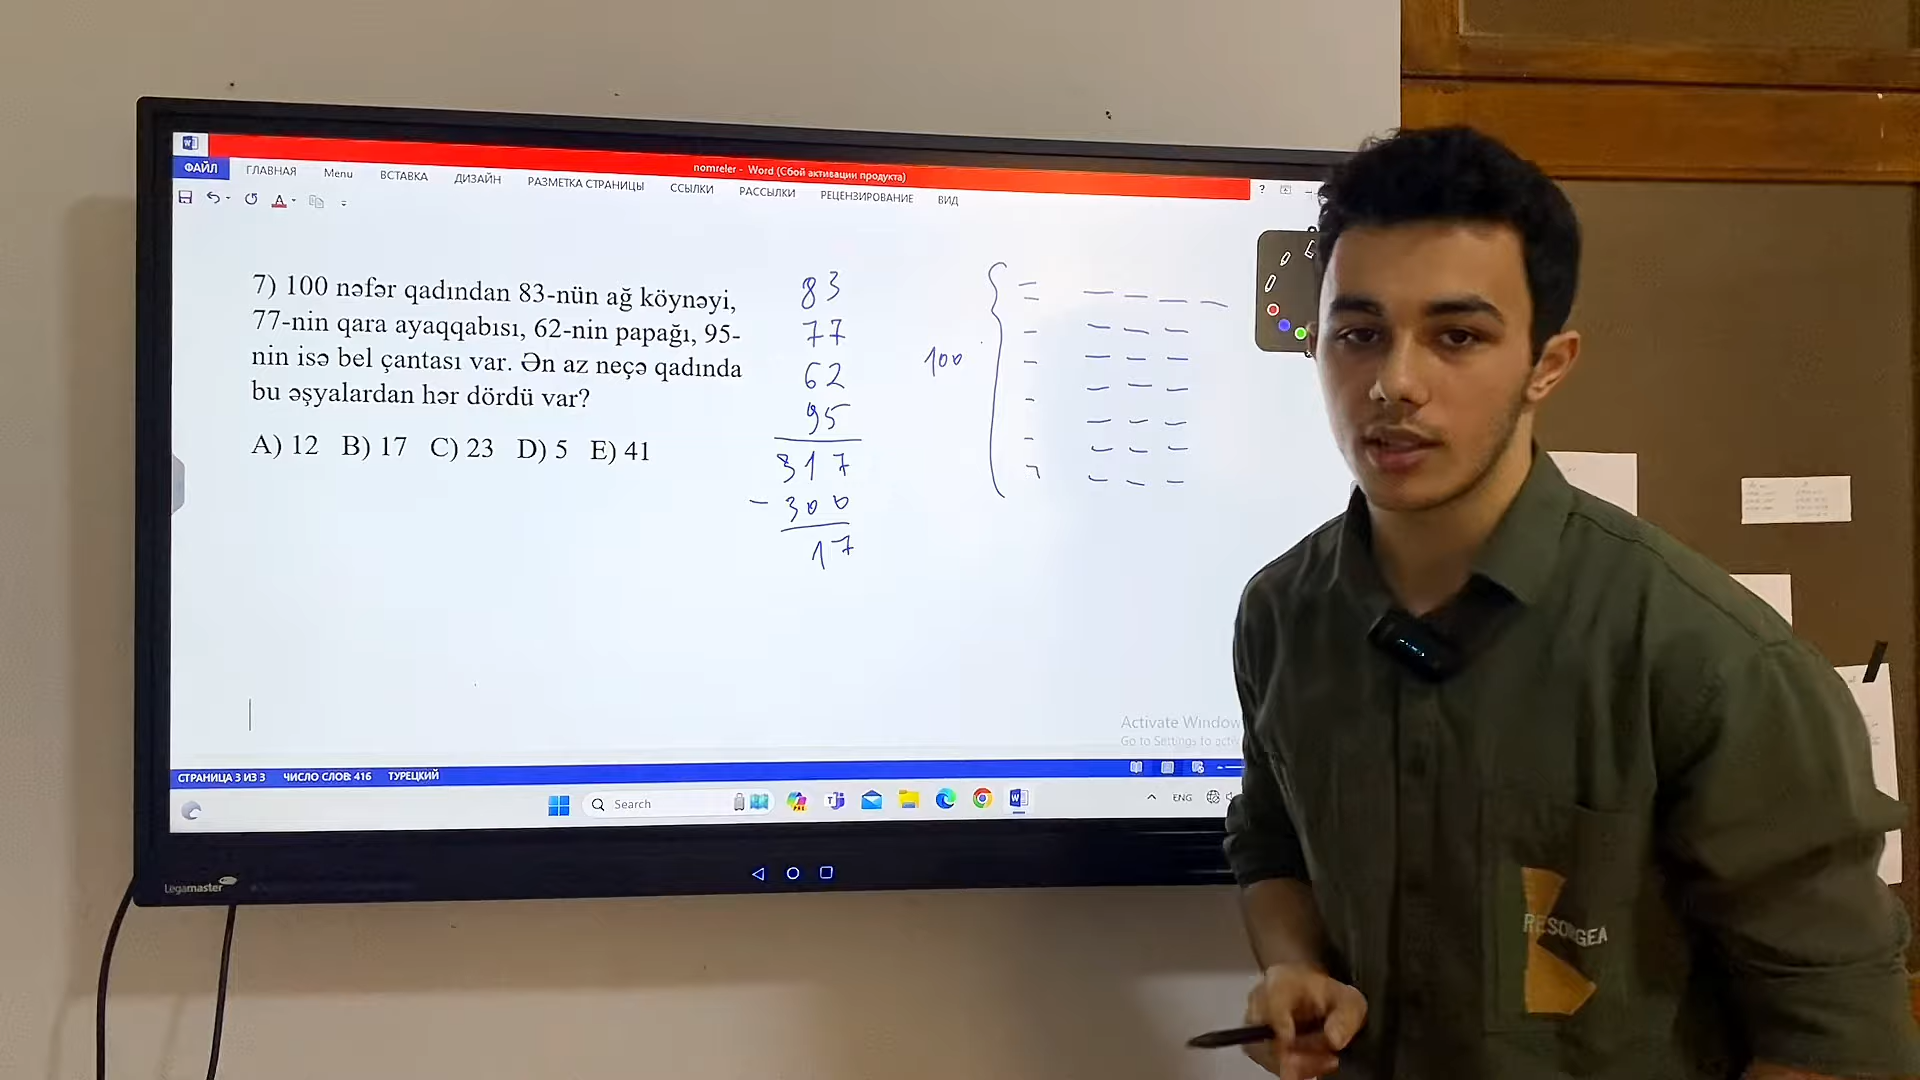 nomreler - Word (Сбой активации продукта)
ФАЙЛ ГЛАВНАЯ Menu ВСТАВКА ДИЗАЙН РАЗМЕТКА СТРАНИЦЫ ССЫЛКИ РАССЫЛКИ РЕЦЕНЗИРОВАНИЕ ВИД
7) 100 nəfər qadından 83-nün ağ köynəyi,
77-nin qara ayaqqabısı, 62-nin papağı, 95-
nin isə bel çantası var. Ən az neçə qadında
bu əşyalardan hər dördü var?
A) 12 B) 17 C) 23 D) 5 E) 41
83
77
62
95
317
- 300
17
100
Activate Window
Go to Settings to
СТРАНИЦА 3 ИЗ 3 ЧИСЛО СЛОВ: 416 ТУРЕЦКИЙ
Search
ENG
Legamaster
RESORGEA